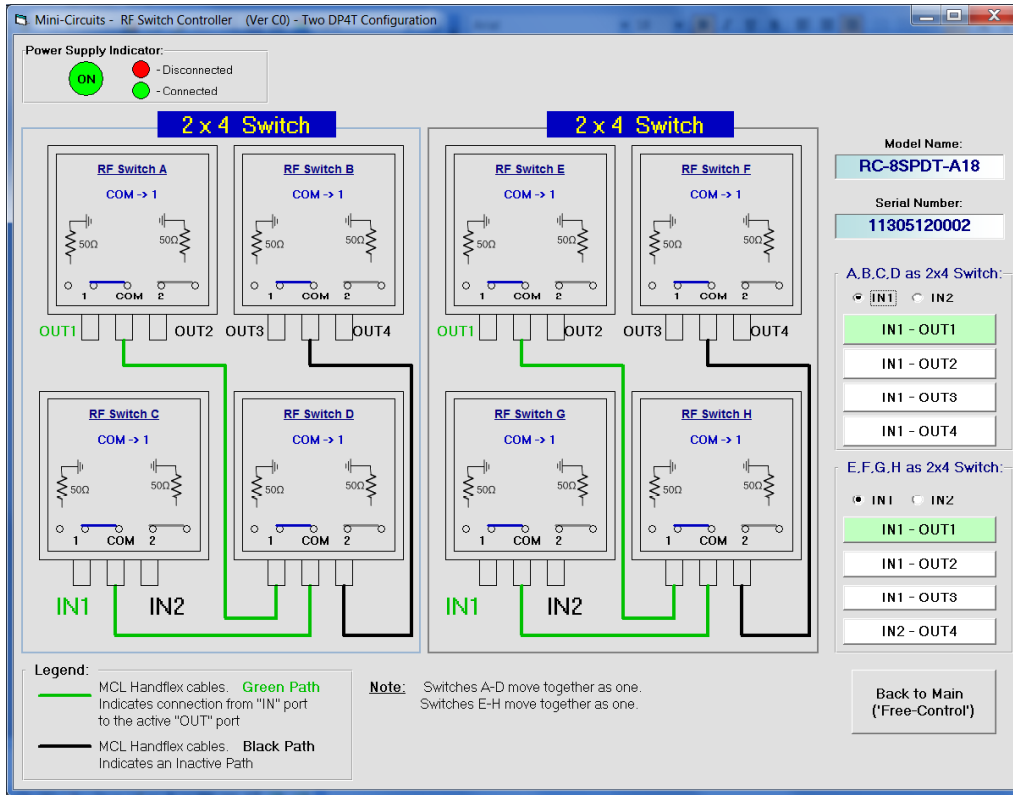 Mini-Circuits - RF Switch Controller (Ver C0) - Two DP4T Configuration
Power Supply Indicator:
ON
- Disconnected
- Connected
2 x 4 Switch
RF Switch A
COM -> 1
50Ω
50Ω
1 COM 2
RF Switch B
COM -> 1
50Ω
50Ω
1 COM 2
OUT1
OUT2
OUT3
OUT4
RF Switch C
COM -> 1
50Ω
50Ω
1 COM 2
RF Switch D
COM -> 1
50Ω
50Ω
1 COM 2
IN1
IN2
2 x 4 Switch
RF Switch E
COM -> 1
50Ω
50Ω
1 COM 2
RF Switch F
COM -> 1
50Ω
50Ω
1 COM 2
OUT1
OUT2
OUT3
OUT4
RF Switch G
COM -> 1
50Ω
50Ω
1 COM 2
RF Switch H
COM -> 1
50Ω
50Ω
1 COM 2
IN1
IN2
Model Name:
RC-8SPDT-A18
Serial Number:
11305120002
A,B,C,D as 2x4 Switch:
IN1 IN2
IN1 - OUT1
IN1 - OUT2
IN1 - OUT3
IN1 - OUT4
E,F,G,H as 2x4 Switch:
IN1 IN2
IN1 - OUT1
IN1 - OUT2
IN1 - OUT3
IN2 - OUT4
Back to Main
('Free-Control')
Legend:
MCL Handflex cables. Green Path
Indicates connection from "IN" port
to the active "OUT" port
MCL Handflex cables. Black Path
Indicates an Inactive Path
Note: Switches A-D move together as one.
Switches E-H move together as one.